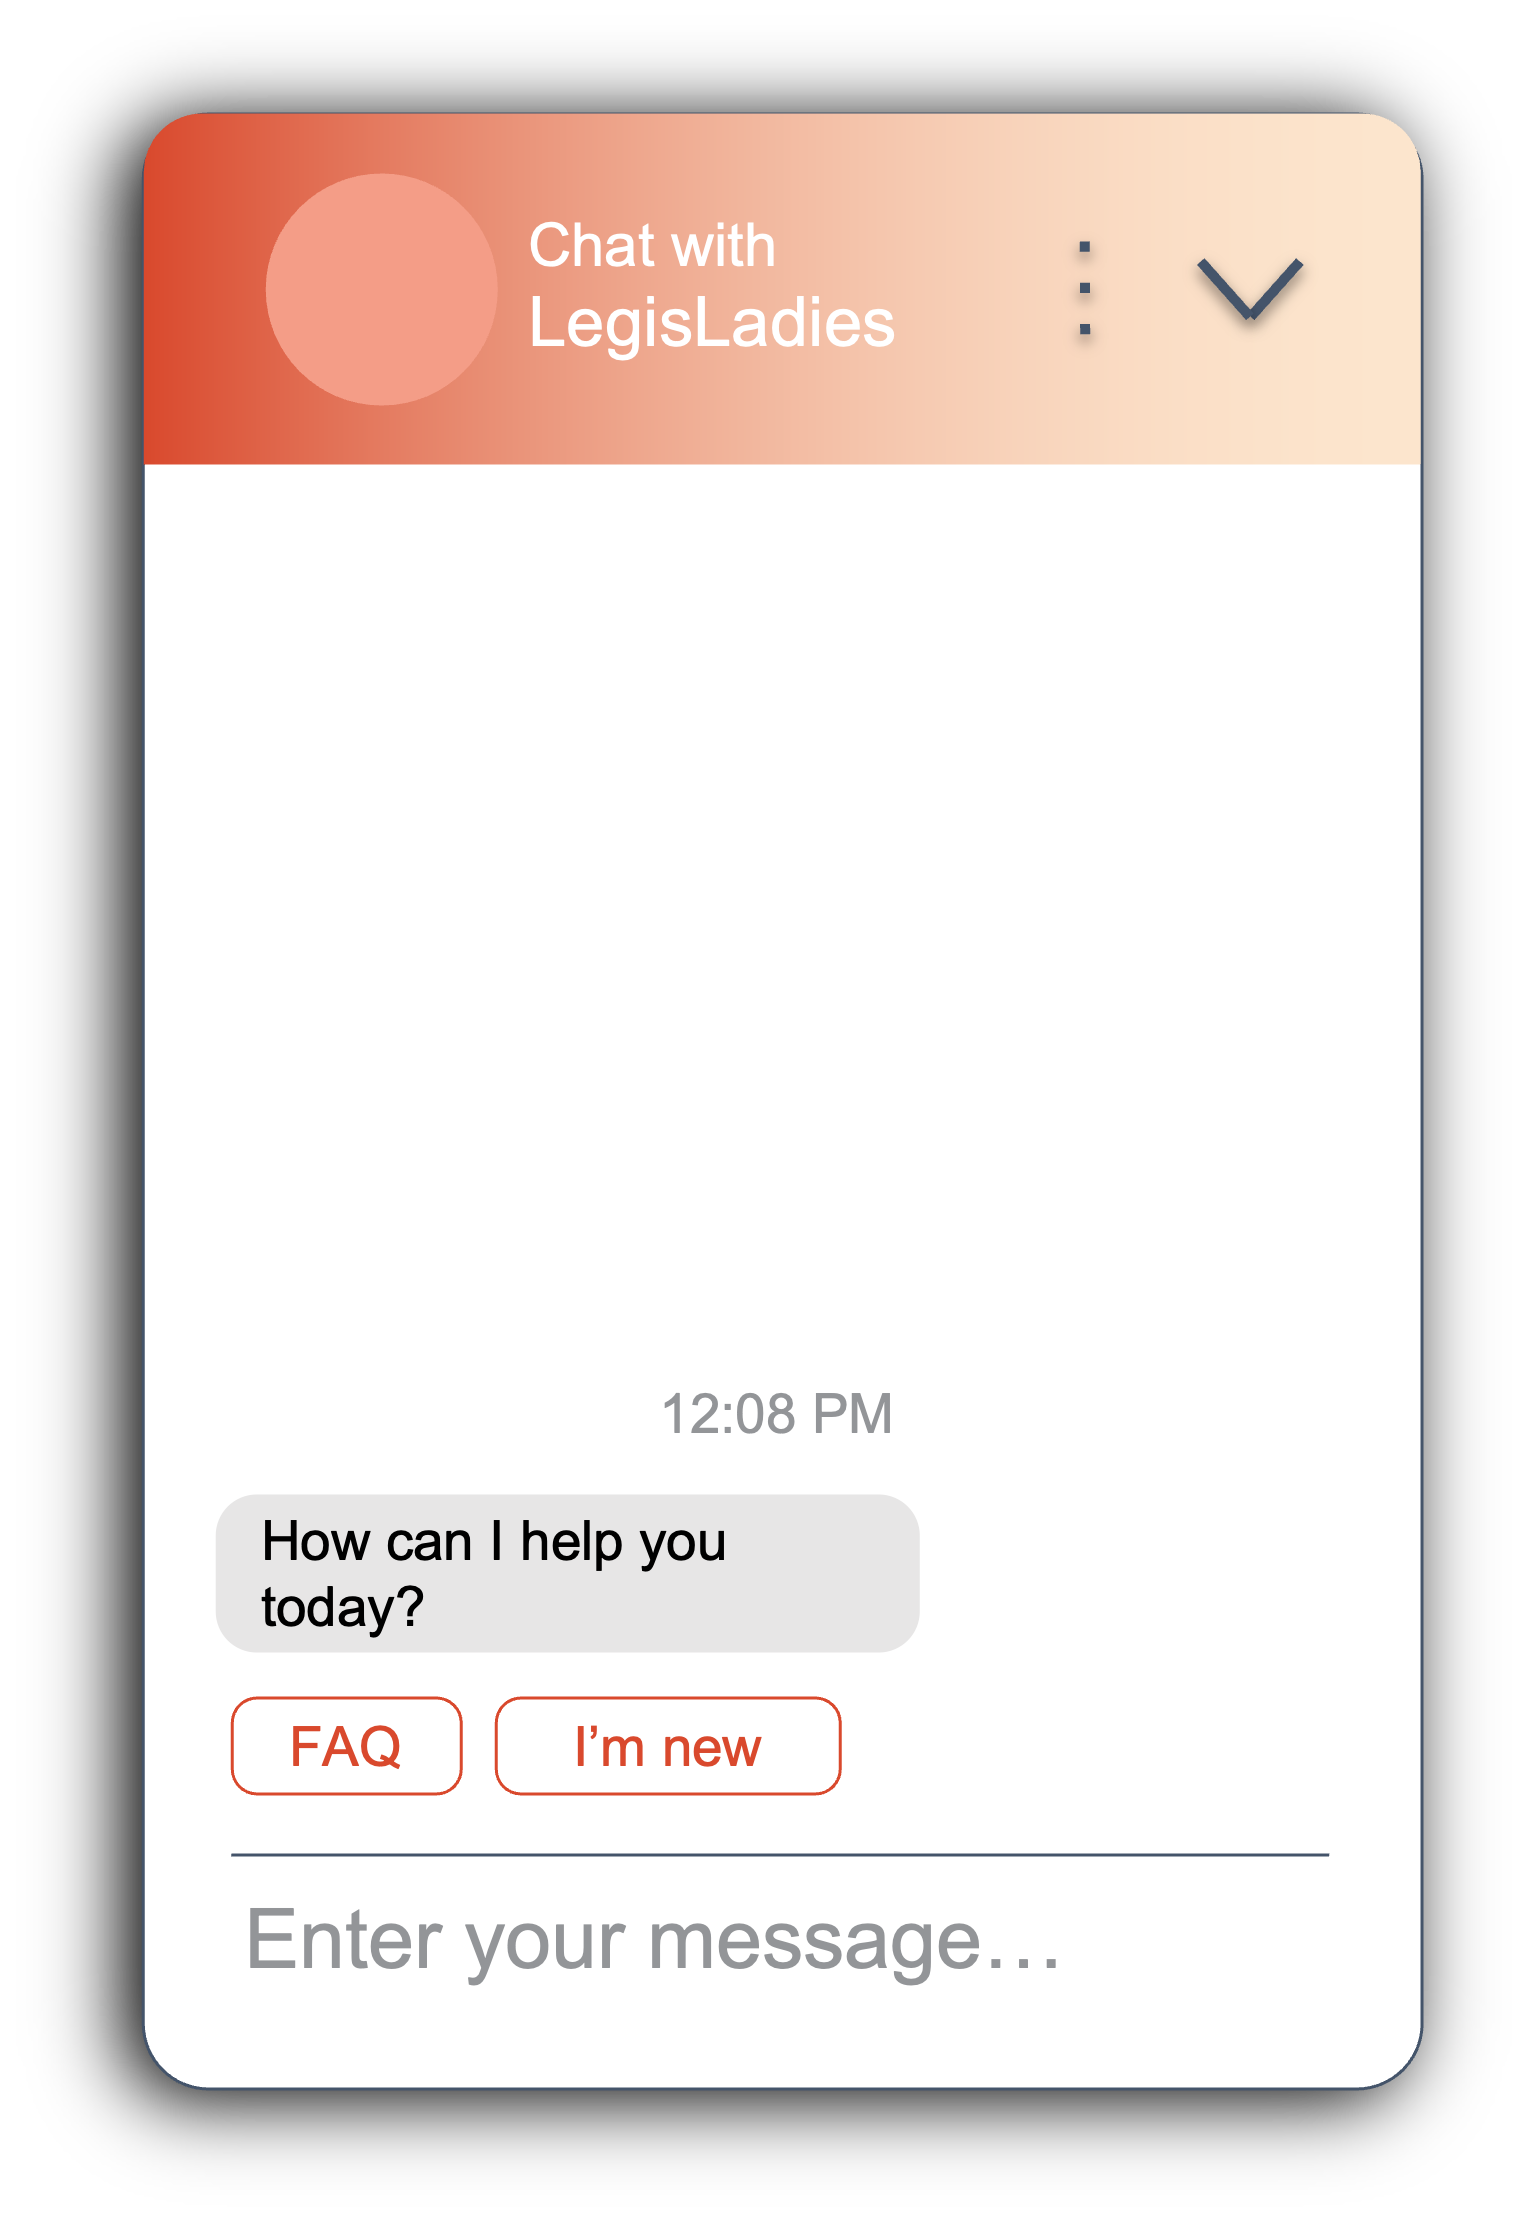 Chat with
LegisLadies
12:08 PM
How can I help you
today?
FAQ
I’m new
Enter your message…